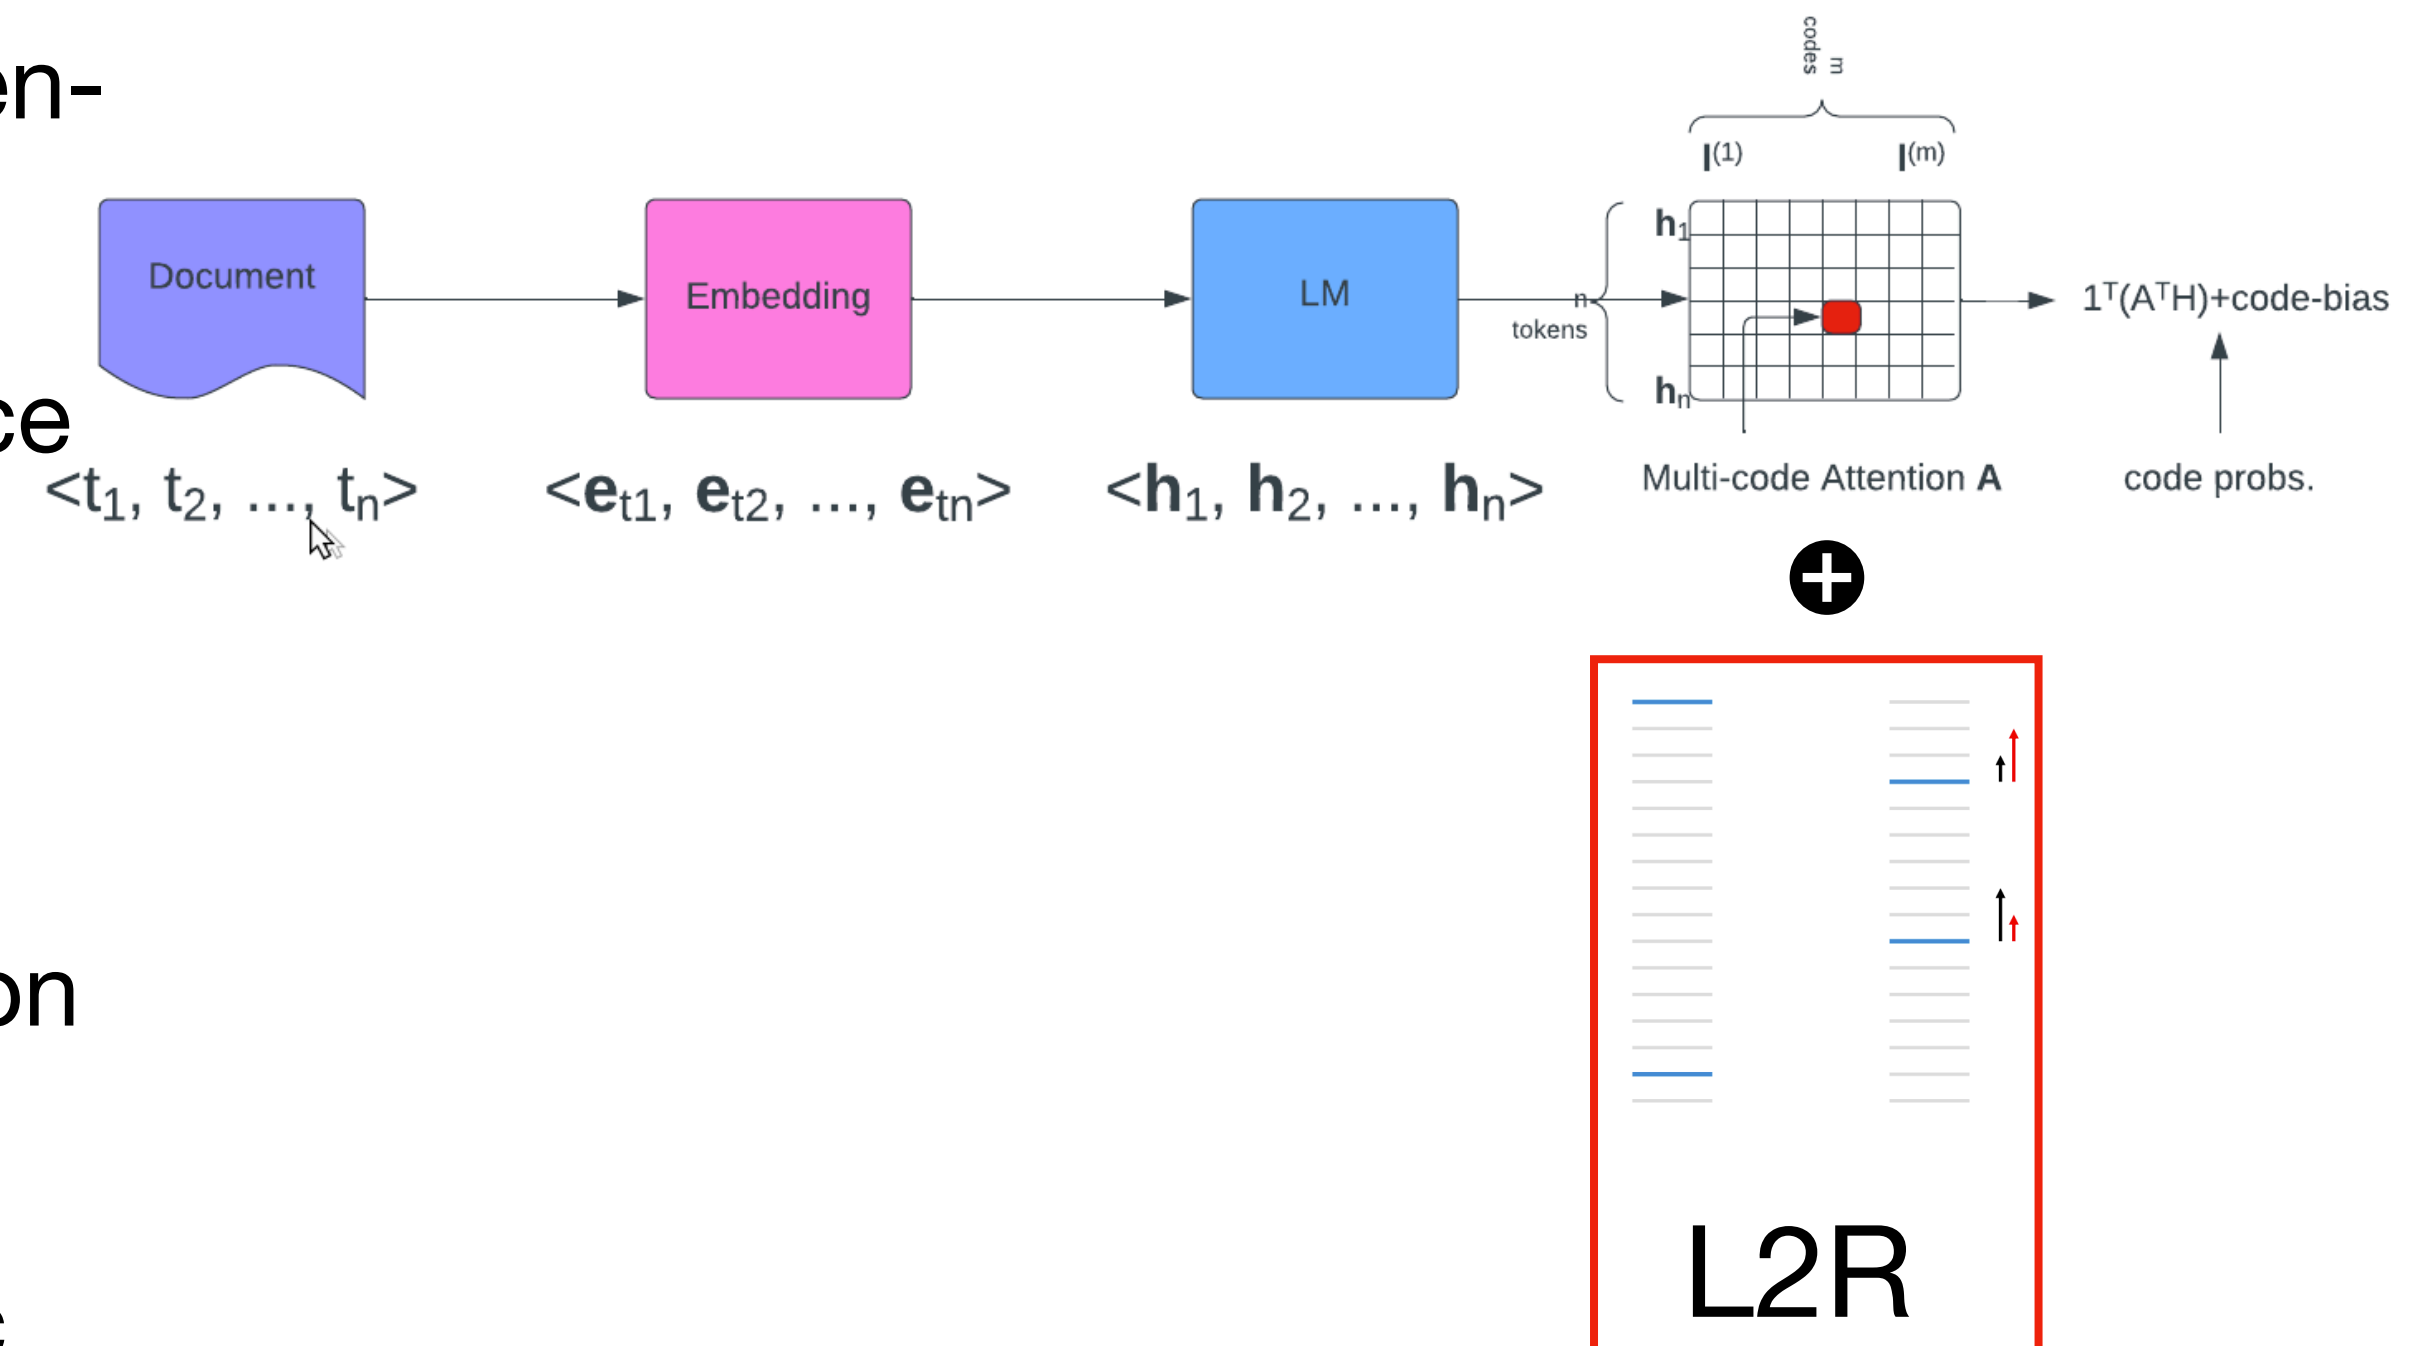 en-
ce
on
codes
m
l(1)
l(m)
Document
Embedding
LM
n
tokens
h1
hn
1T(ATH)+code-bias
<t1, t2, ..., tn>
<et1, et2, ..., etn>
<h1, h2, ..., hn>
Multi-code Attention A
code probs.
L2R